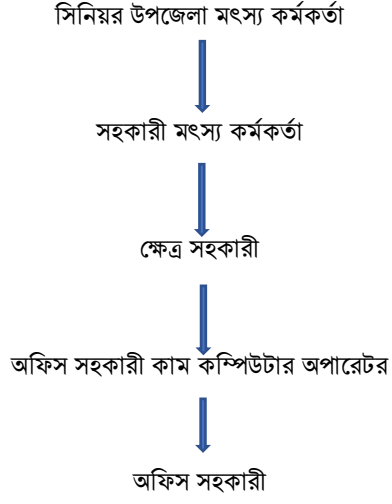 সিনিয়র উপজেলা মৎস্য কর্মকর্তা
সহকারী মৎস্য কর্মকর্তা
ক্ষেত্র সহকারী
অফিস সহকারী কাম কম্পিউটার অপারেটর
অফিস সহকারী